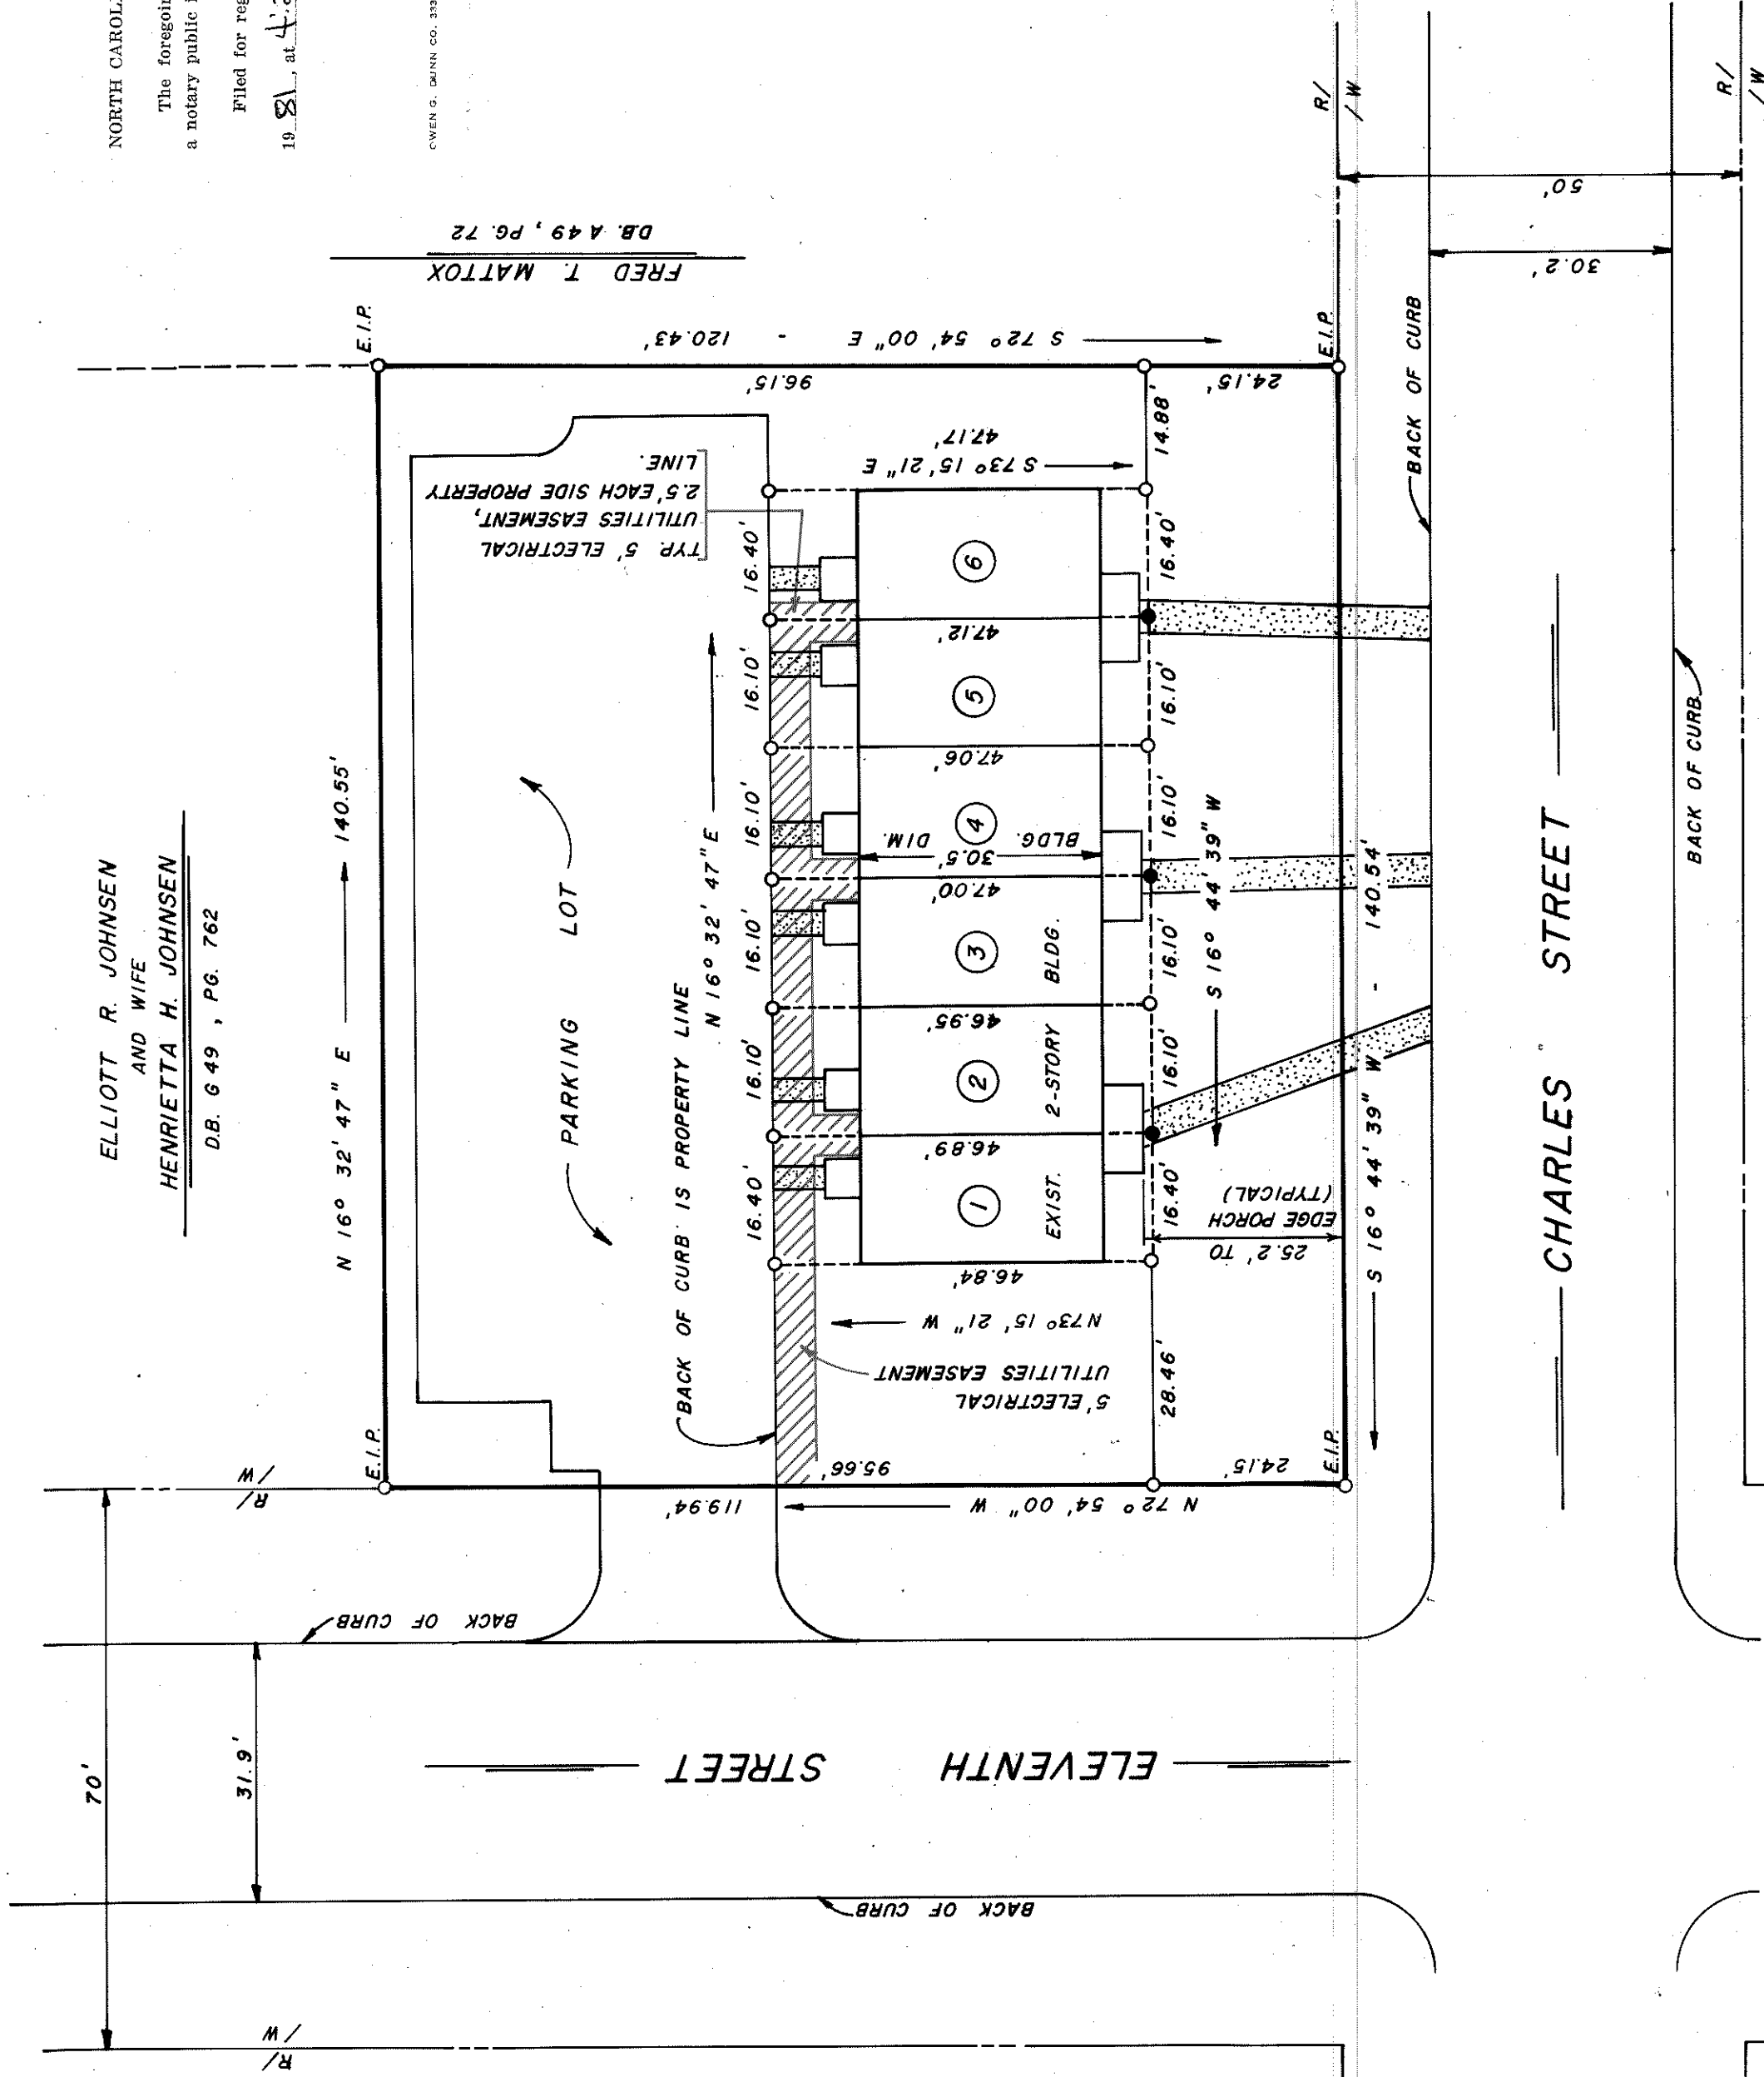 NORTH CAROL
The foregoin
a notary public i
Filed for reg
19 81, at 4:
OWEN G. DUNN CO. 333
FRED T. MATTOX
D.B. A 49, PG. 72
ELLIOTT R. JOHNSEN
AND WIFE
HENRIETTA H. JOHNSEN
D.B. G 49, PG. 762
N 16° 32' 47" E 140.55'
E.I.P.
E.I.P.
E.I.P.
E.I.P.
S 72° 54' 00" E - 120.43'
96.15'
24.15'
PARKING LOT
TYP. 5' ELECTRICAL
UTILITIES EASEMENT,
2.5' EACH SIDE PROPERTY
LINE.
BACK OF CURB IS PROPERTY LINE
N 16° 32' 47" E
16.40'
16.10'
16.10'
16.10'
16.10'
16.40'
S 73° 15' 21" E
47.17'
47.12'
47.06'
47.00'
46.95'
46.89'
46.84'
1
2
3
4
5
6
EXIST. 2-STORY BLDG.
BLDG. DIM.
30.5'
28.46'
16.40'
16.10'
16.10'
16.10'
16.10'
16.40'
14.88'
S 16° 44' 39" W
25.2' TO
EDGE PORCH
(TYPICAL)
N 73° 15' 21" W
5' ELECTRICAL
UTILITIES EASEMENT
95.66'
24.15'
N 72° 54' 00" W 119.94'
S 16° 44' 39" W - 140.54'
CHARLES STREET
BACK OF CURB
BACK OF CURB
30.2'
50'
R/W
R/W
ELEVENTH STREET
BACK OF CURB
BACK OF CURB
31.9'
70'
R/W
R/W